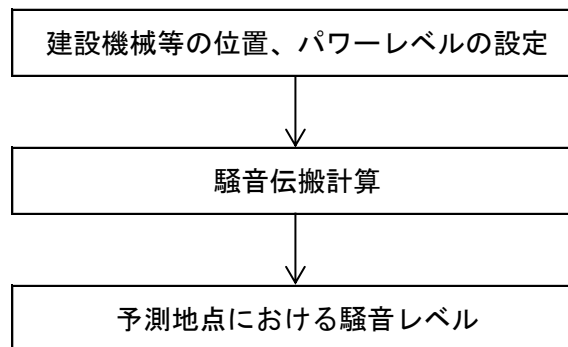 建設機械等の位置、パワーレベルの設定
騒音伝搬計算
予測地点における騒音レベル